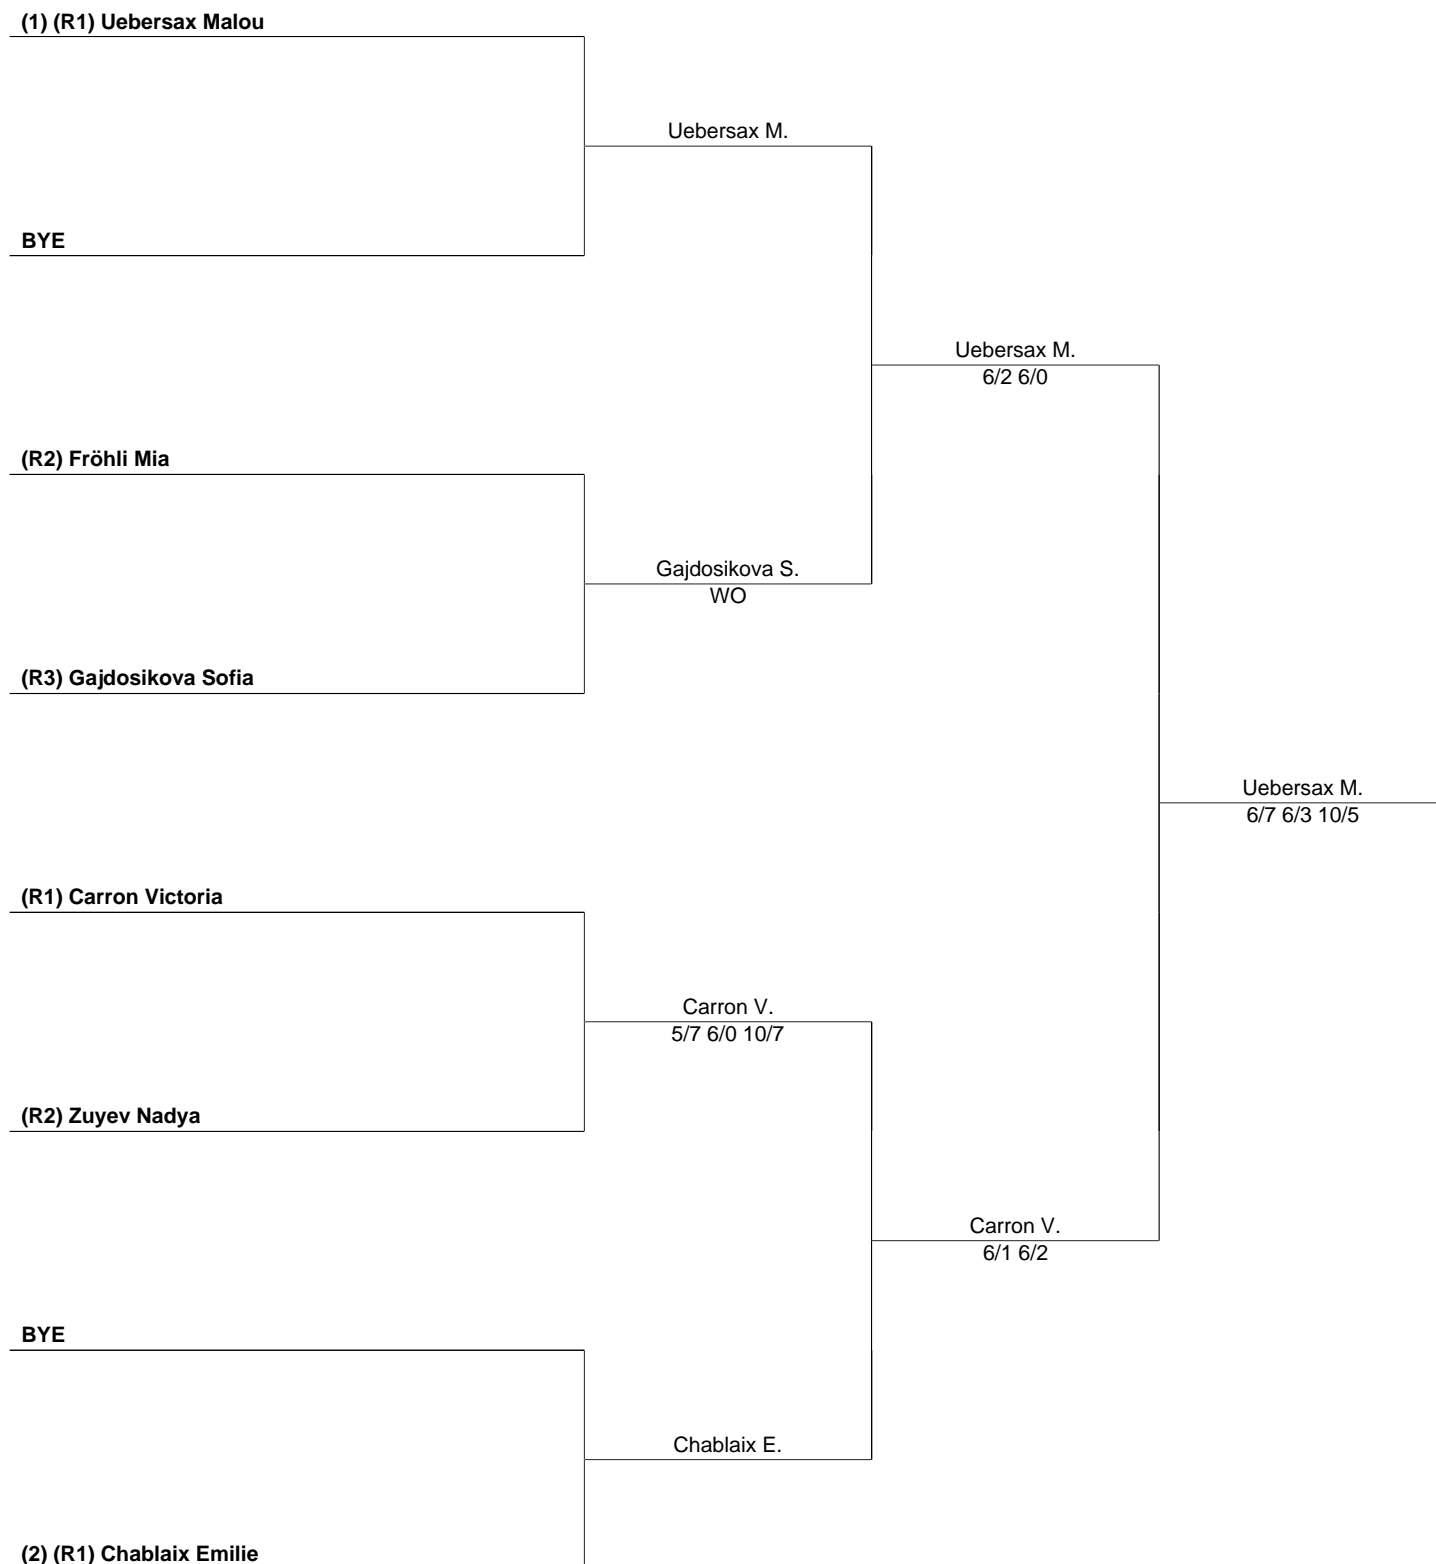 (1) (R1) Uebersax Malou
Uebersax M.
BYE
Uebersax M.
6/2 6/0
(R2) Fröhli Mia
Gajdosikova S.
WO
(R3) Gajdosikova Sofia
Uebersax M.
6/7 6/3 10/5
(R1) Carron Victoria
Carron V.
5/7 6/0 10/7
(R2) Zuyev Nadya
Carron V.
6/1 6/2
BYE
Chablaix E.
(2) (R1) Chablaix Emilie